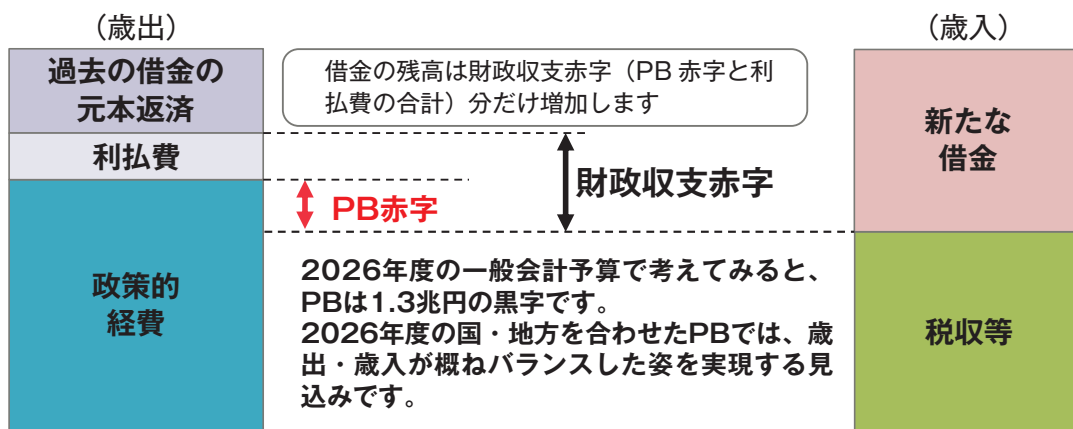 （歳出）
（歳入）
過去の借金の
元本返済
利払費
政策的
経費
借金の残高は財政収支赤字（PB 赤字と利
払費の合計）分だけ増加します
財政収支赤字
PB赤字
2026年度の一般会計予算で考えてみると、
PBは1.3兆円の黒字です。
2026年度の国・地方を合わせたPBでは、歳
出・歳入が概ねバランスした姿を実現する見
込みです。
新たな
借金
税収等